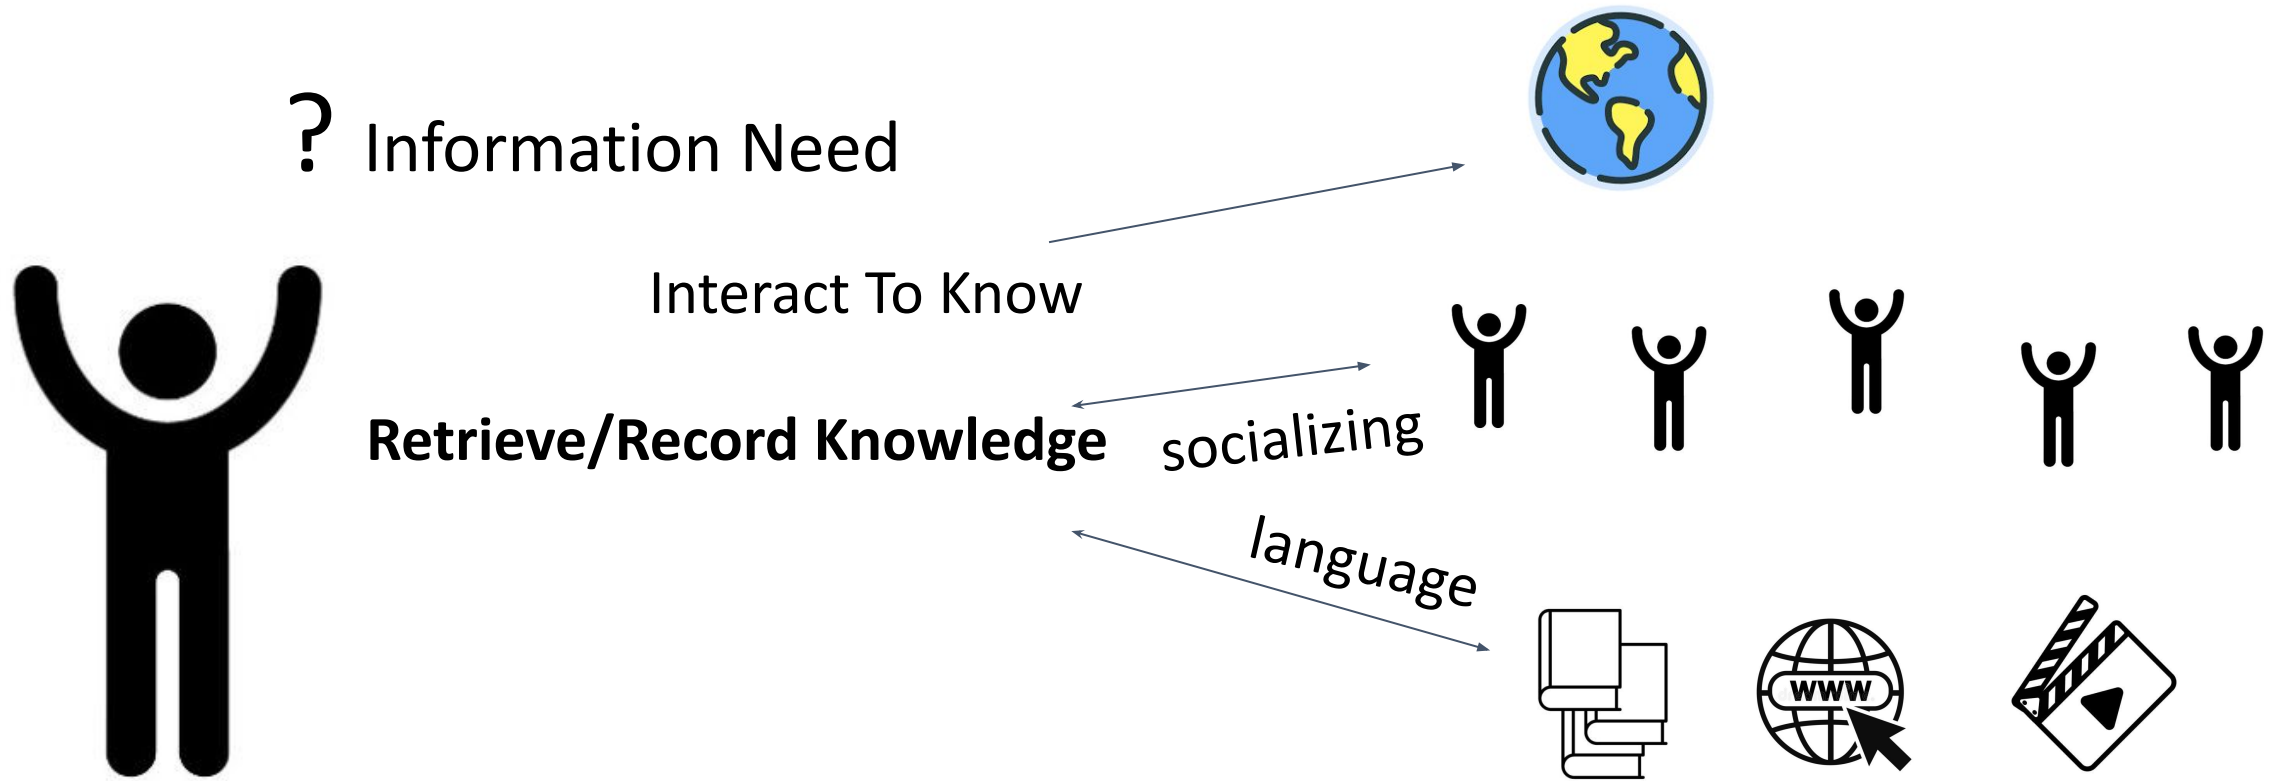 ? Information Need
Interact To Know
Retrieve/Record Knowledge
socializing
language
WWW